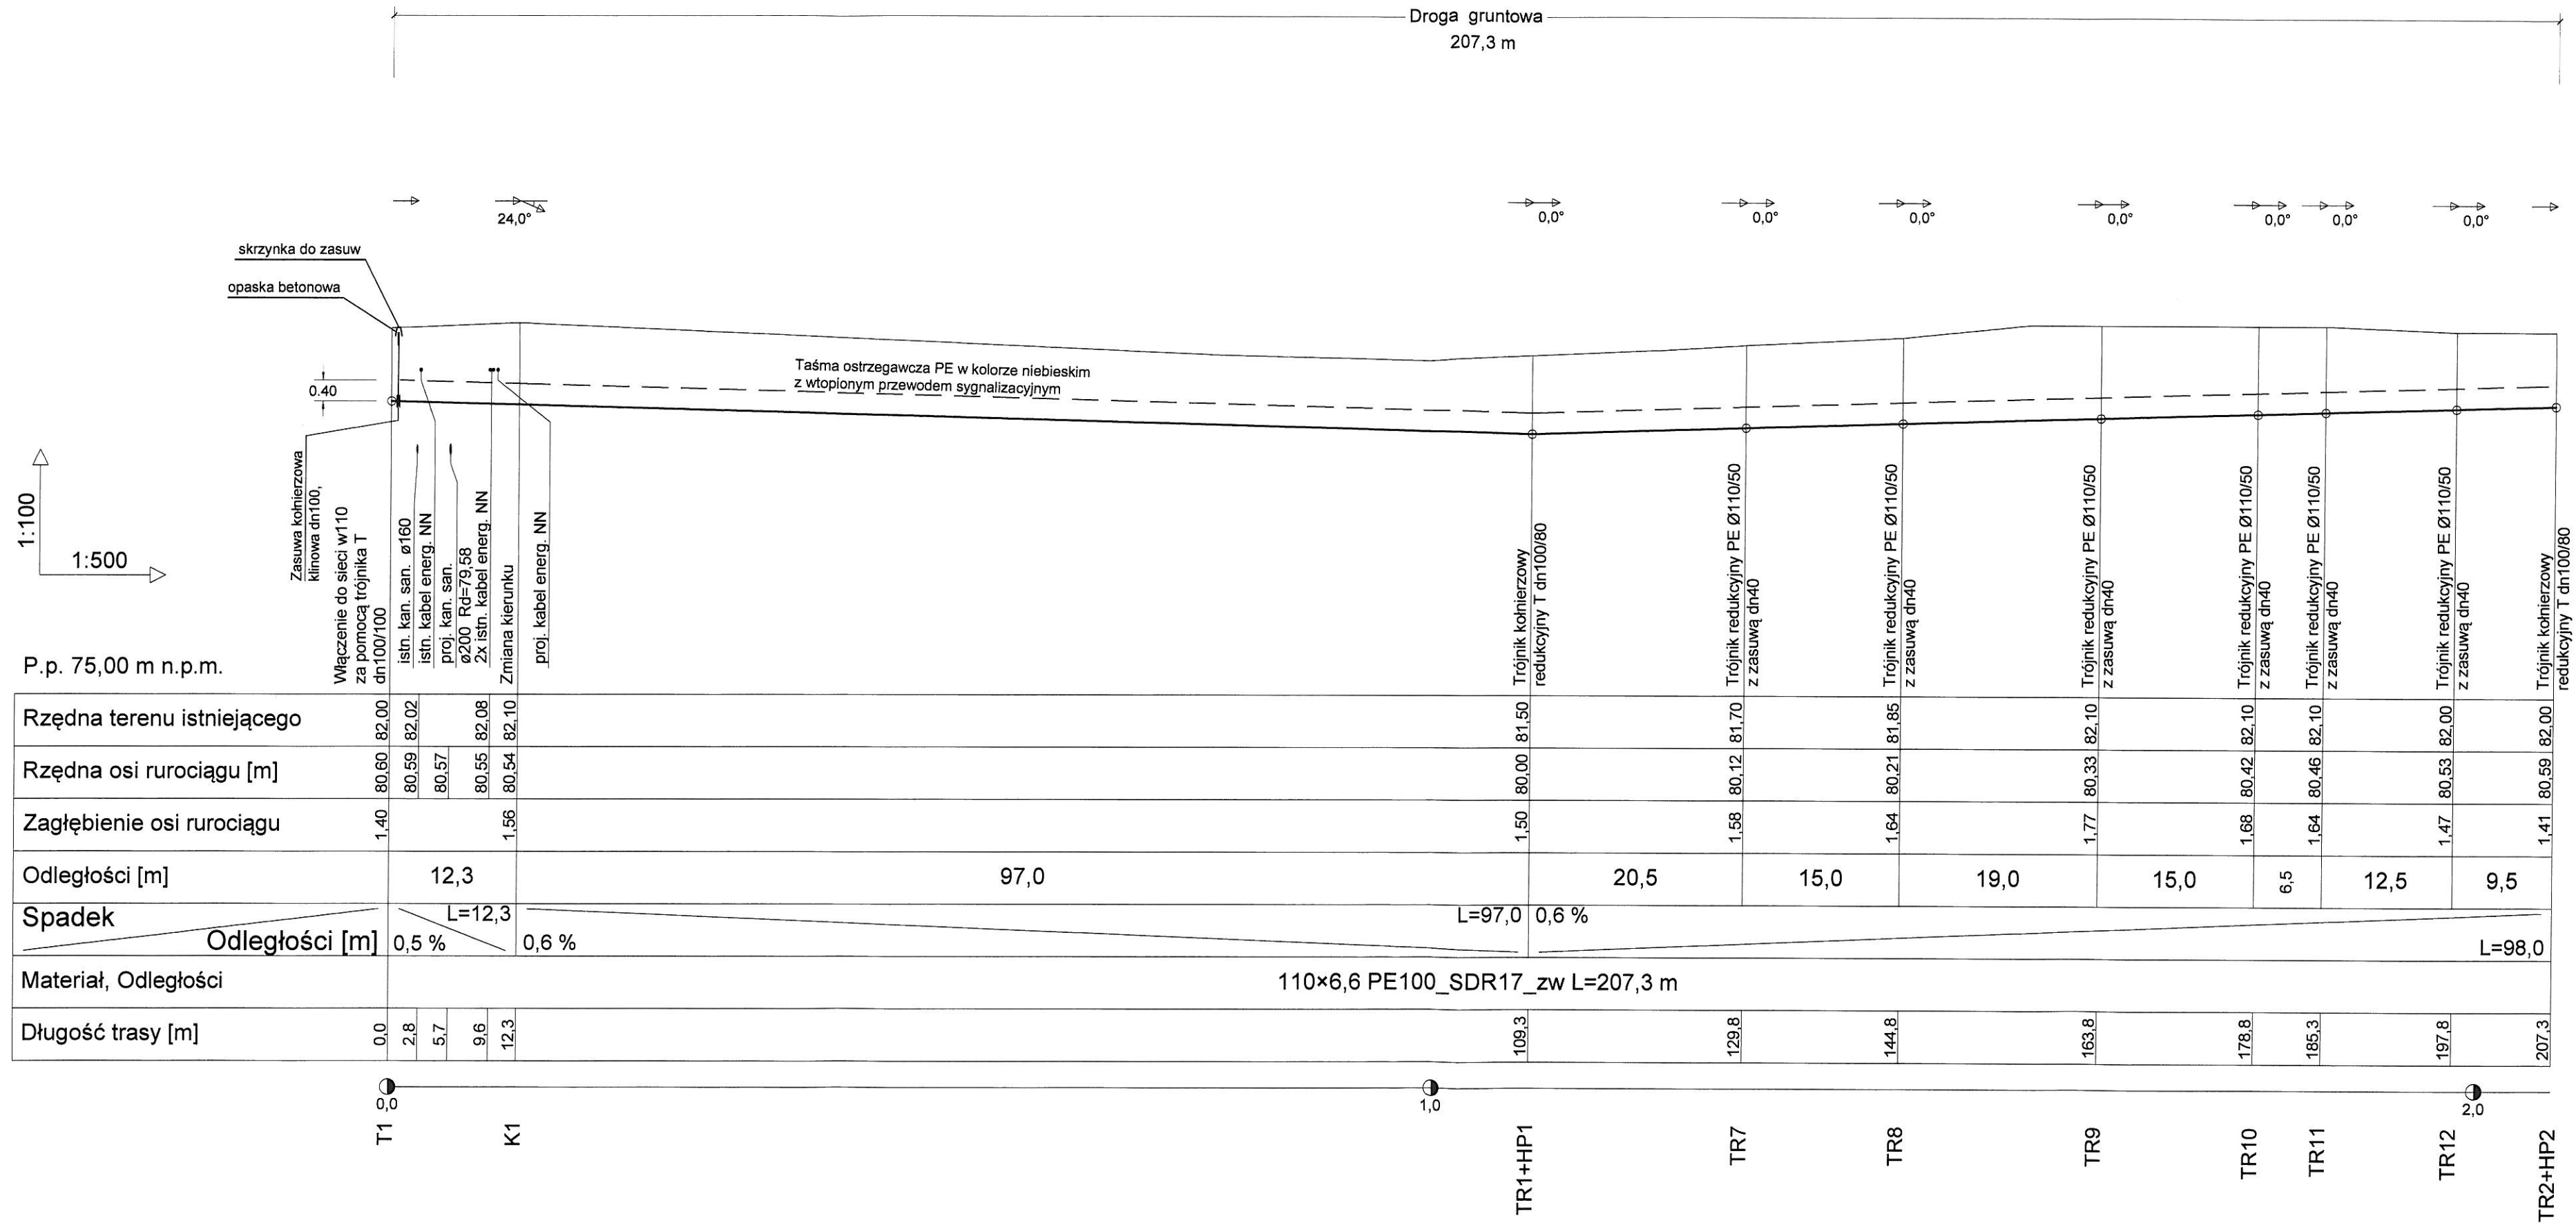 Droga gruntowa
207,3 m
24,0°
0,0°
0,0°
0,0°
0,0°
0,0°
0,0°
0,0°
skrzynka do zasuw
opaska betonowa
0.40
Taśma ostrzegawcza PE w kolorze niebieskim
z wtopionym przewodem sygnalizacyjnym
1:100
1:500
Zasuwa kołnierzowa
klinowa dn100,
Włączenie do sieci w110
za pomocą trójnika T
dn100/100
istn. kan. san. ø160
istn. kabel energ. NN
proj. kan. san.
ø200 Rd=79,58
2x istn. kabel energ. NN
Zmiana kierunku
proj. kabel energ. NN
Trójnik kołnierzowy
redukcyjny T dn100/80
Trójnik redukcyjny PE Ø110/50
z zasuwą dn40
Trójnik redukcyjny PE Ø110/50
z zasuwą dn40
Trójnik redukcyjny PE Ø110/50
z zasuwą dn40
Trójnik redukcyjny PE Ø110/50
z zasuwą dn40
Trójnik redukcyjny PE Ø110/50
z zasuwą dn40
Trójnik redukcyjny PE Ø110/50
z zasuwą dn40
Trójnik kołnierzowy
redukcyjny T dn100/80
P.p. 75,00 m n.p.m.
Rzędna terenu istniejącego 82,00 82,02 82,08 82,10 81,50 81,70 81,85 82,10 82,10 82,10 82,00 82,00
Rzędna osi rurociągu [m] 80,60 80,59 80,57 80,55 80,54 80,00 80,12 80,21 80,33 80,42 80,46 80,53 80,59
Zagłębienie osi rurociągu 1,40 1,56 1,50 1,58 1,64 1,77 1,68 1,64 1,47 1,41
Odległości [m] 12,3 97,0 20,5 15,0 19,0 15,0 6,5 12,5 9,5
Spadek L=12,3 L=97,0 0,6 %
Odległości [m] 0,5 % 0,6 % L=98,0
Materiał, Odległości 110×6,6 PE100_SDR17_zw L=207,3 m
Długość trasy [m] 0,0 2,8 5,7 9,6 12,3 109,3 129,8 144,8 163,8 178,8 185,3 197,8 207,3
0,0 1,0 2,0
T1 K1 TR1+HP1 TR7 TR8 TR9 TR10 TR11 TR12 TR2+HP2